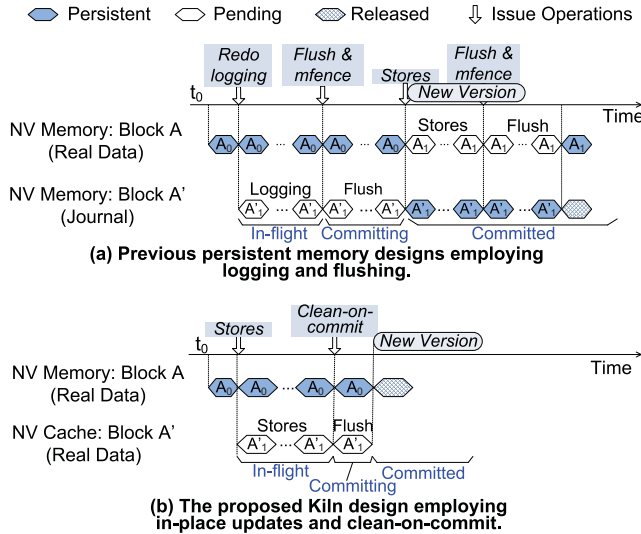 Persistent Pending Released Issue Operations
Redo logging
Flush & mfence
Stores
Flush & mfence
New Version
t0
Time
NV Memory: Block A (Real Data)
A0 A0 ... A0 A0 ... A0 A1 ... A1 A1 ... A1 A1
Stores Flush
NV Memory: Block A' (Journal)
Logging Flush
A'1 ... A'1 A'1 ... A'1 A'1 ... A'1 A'1 ... A'1
In-flight Committing Committed
(a) Previous persistent memory designs employing
logging and flushing.
Stores
Clean-on-commit
New Version
t0
Time
NV Memory: Block A (Real Data)
A0 A0 ... A0 A0
NV Cache: Block A' (Real Data)
Stores Flush
A'1 ... A'1 A'1
In-flight Committing Committed
(b) The proposed Kiln design employing
in-place updates and clean-on-commit.